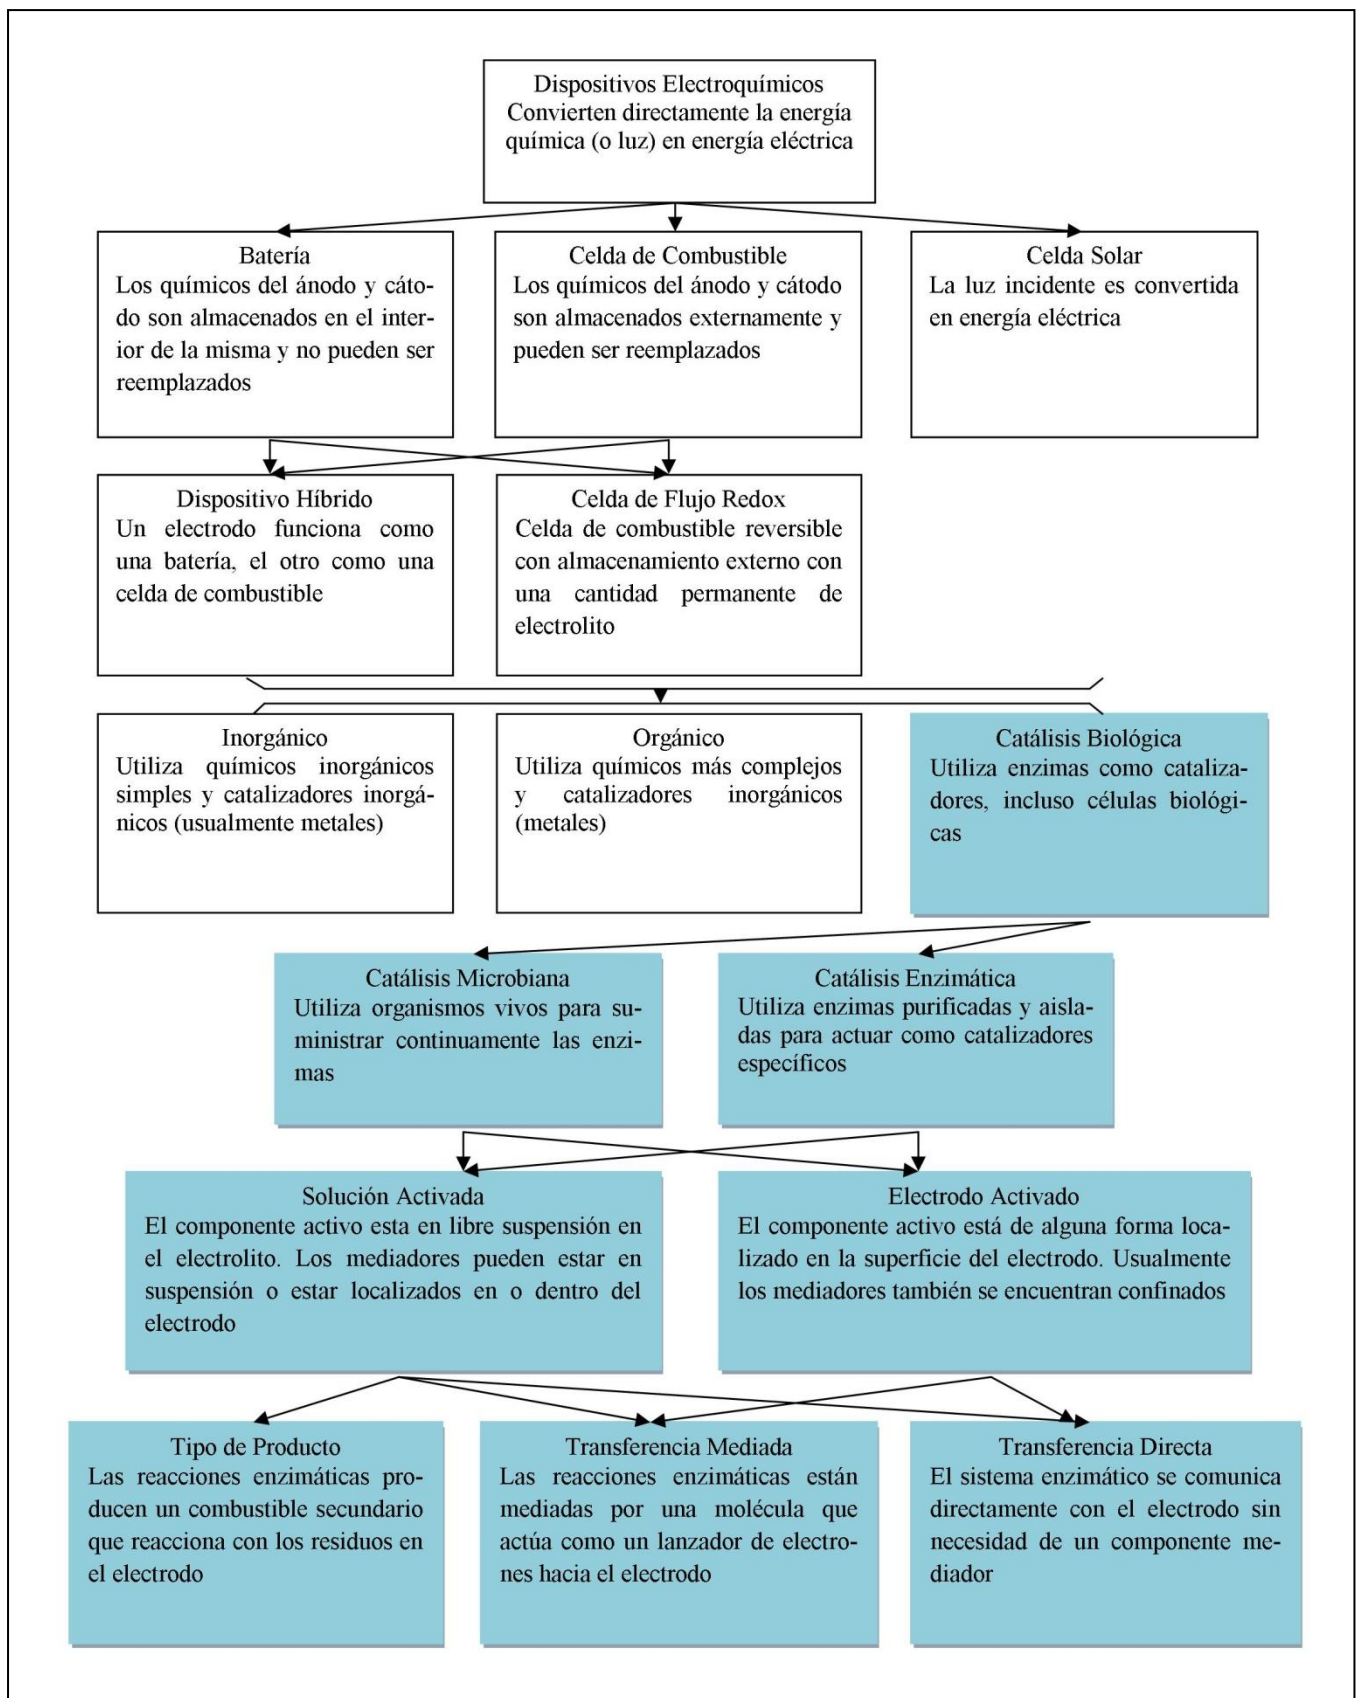 Dispositivos Electroquímicos
Convierten directamente la energía
química (o luz) en energía eléctrica
Batería
Los químicos del ánodo y cáto-
do son almacenados en el inter-
ior de la misma y no pueden ser
reemplazados
Celda de Combustible
Los químicos del ánodo y cátodo
son almacenados externamente y
pueden ser reemplazados
Celda Solar
La luz incidente es convertida
en energía eléctrica
Dispositivo Híbrido
Un electrodo funciona como
una batería, el otro como una
celda de combustible
Celda de Flujo Redox
Celda de combustible reversible
con almacenamiento externo con
una cantidad permanente de
electrolito
Inorgánico
Utiliza químicos inorgánicos
simples y catalizadores inorgá-
nicos (usualmente metales)
Orgánico
Utiliza químicos más complejos
y catalizadores inorgánicos
(metales)
Catálisis Biológica
Utiliza enzimas como cataliza-
dores, incluso células biológi-
cas
Catálisis Microbiana
Utiliza organismos vivos para su-
ministrar continuamente las enzi-
mas
Catálisis Enzimática
Utiliza enzimas purificadas y aisla-
das para actuar como catalizadores
específicos
Solución Activada
El componente activo esta en libre suspensión en
el electrolito. Los mediadores pueden estar en
suspensión o estar localizados en o dentro del
electrodo
Electrodo Activado
El componente activo está de alguna forma loca-
lizado en la superficie del electrodo. Usualmente
los mediadores también se encuentran confinados
Tipo de Producto
Las reacciones enzimáticas pro-
ducen un combustible secundario
que reacciona con los residuos en
el electrodo
Transferencia Mediada
Las reacciones enzimáticas están
mediadas por una molécula que
actúa como un lanzador de electro-
nes hacia el electrodo
Transferencia Directa
El sistema enzimático se comunica
directamente con el electrodo sin
necesidad de un componente me-
diador